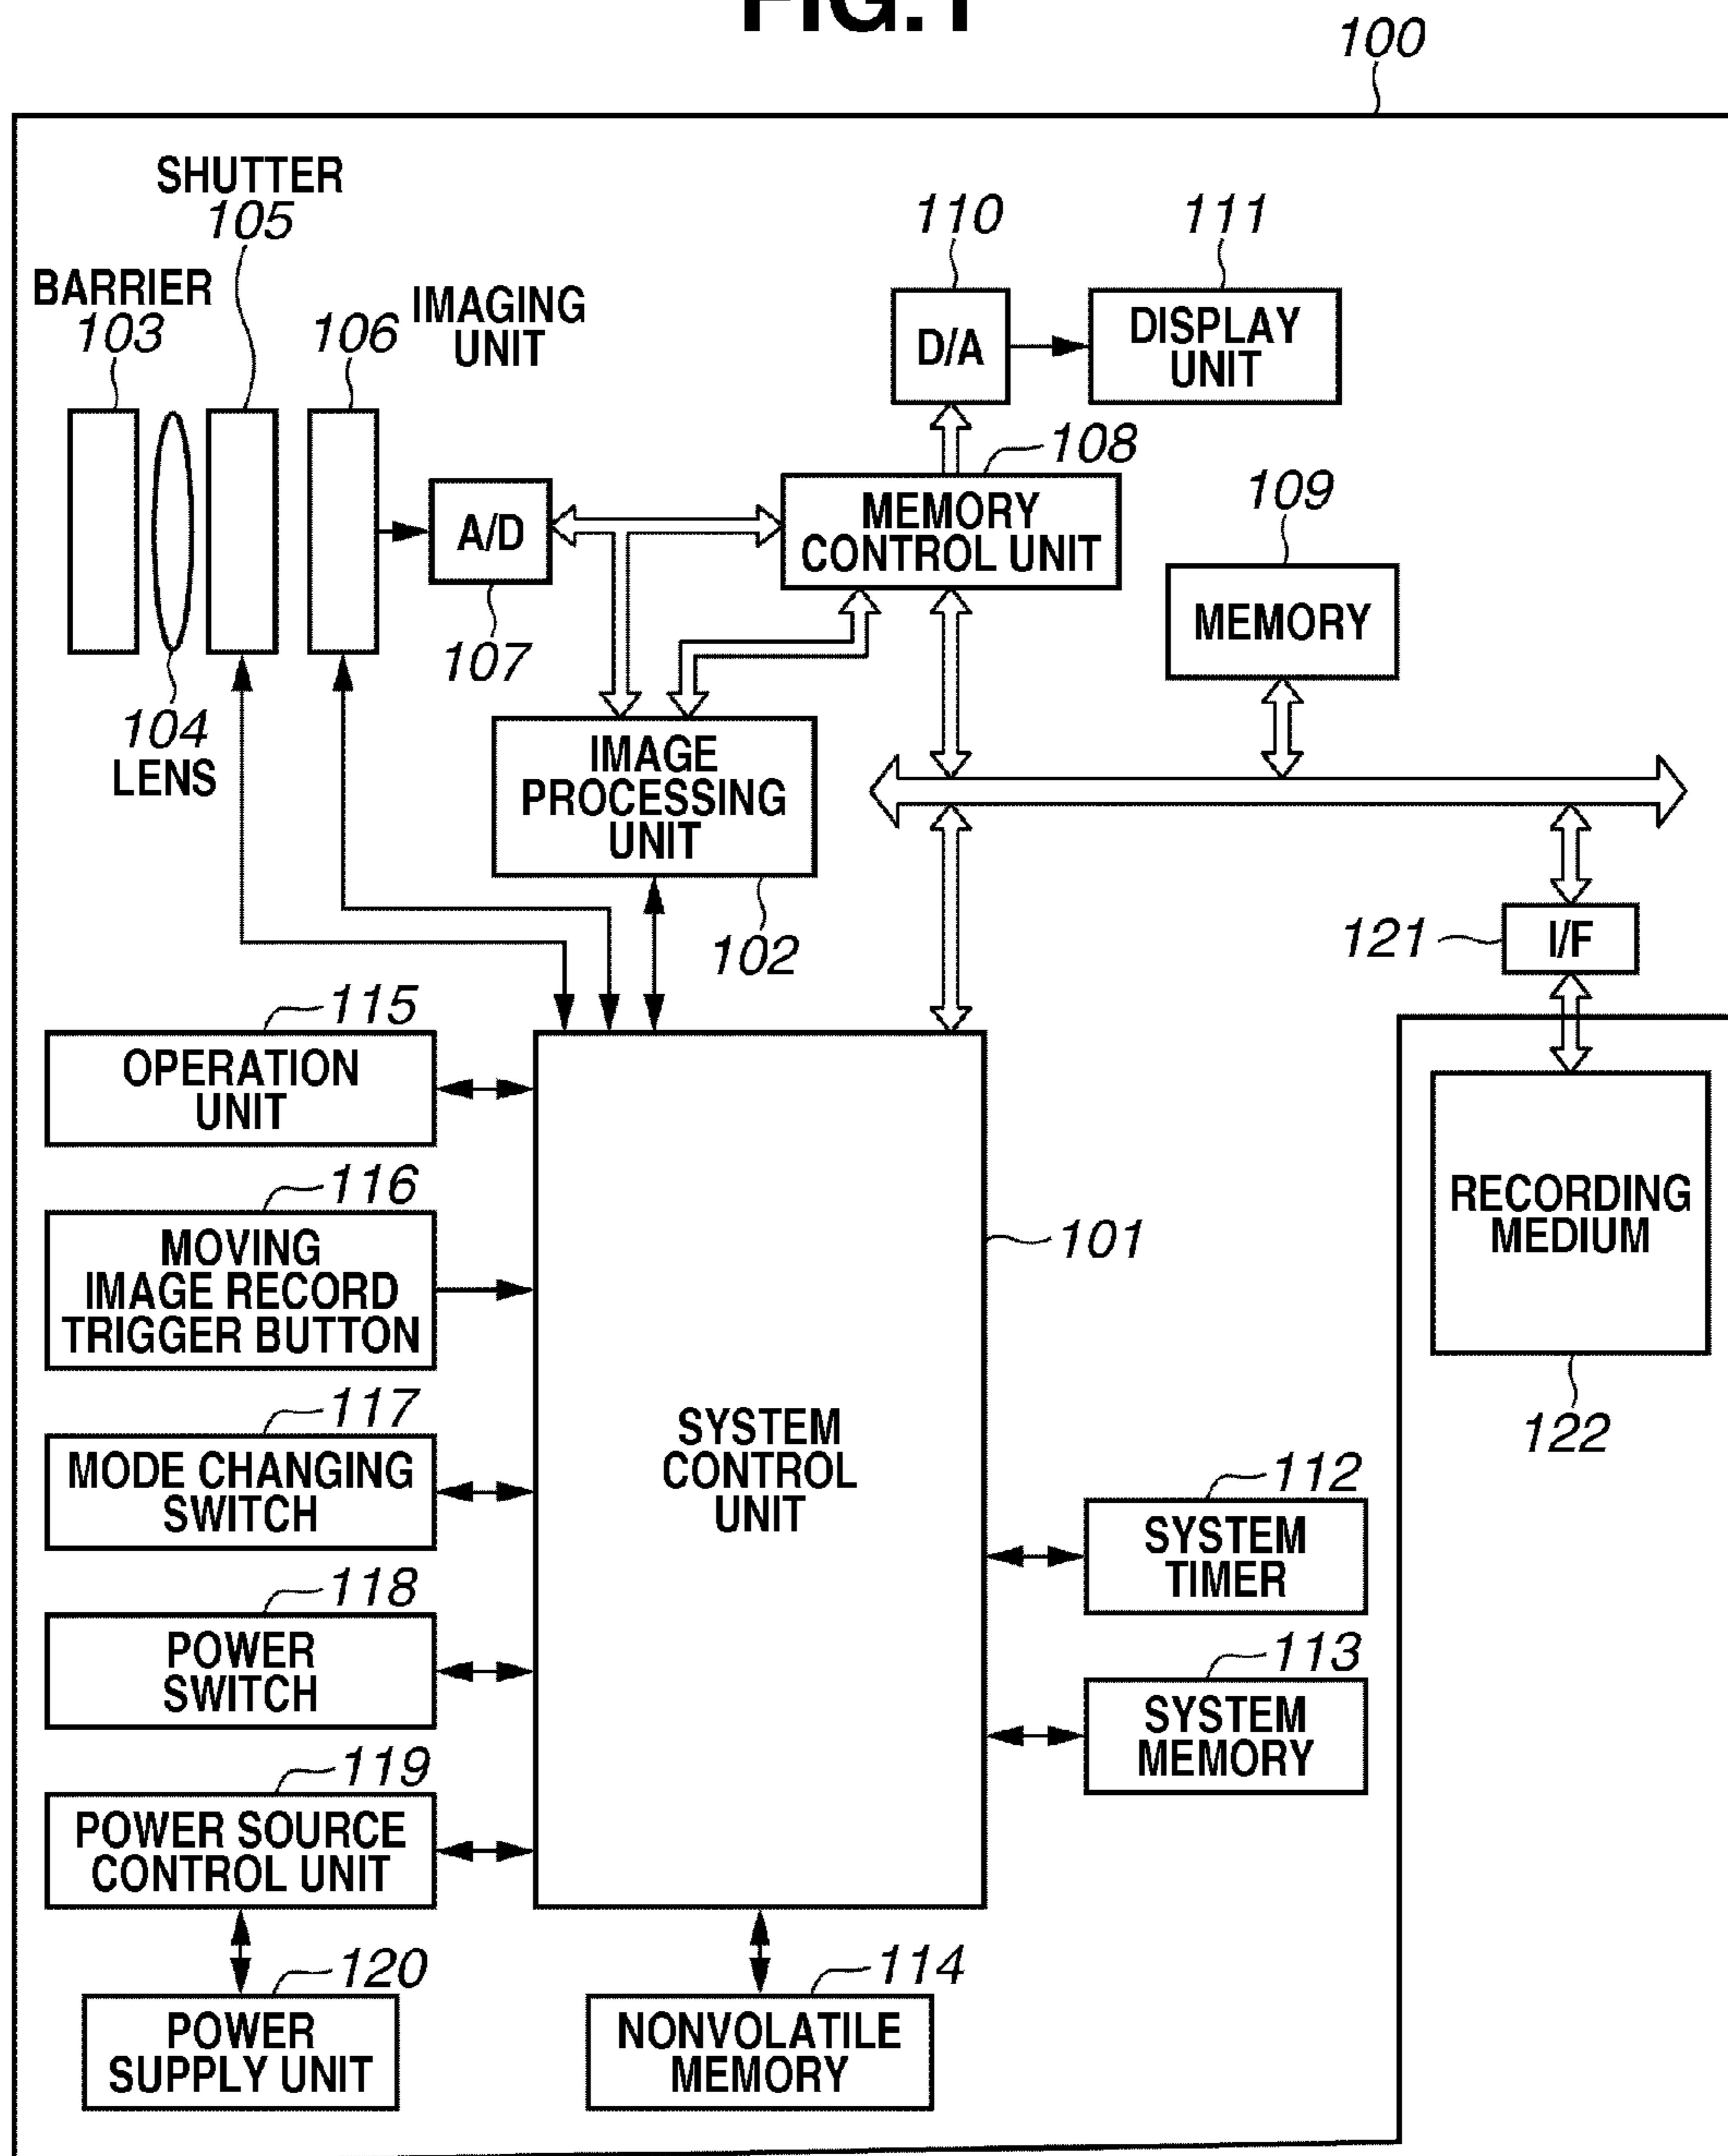 FIG.1
100
SHUTTER
105
110
111
BARRIER
103
106
IMAGING
UNIT
D/A
DISPLAY
UNIT
108
A/D
MEMORY
CONTROL UNIT
109
107
MEMORY
104
LENS
IMAGE
PROCESSING
UNIT
102
121
I/F
115
OPERATION
UNIT
116
MOVING
IMAGE RECORD
TRIGGER BUTTON
101
RECORDING
MEDIUM
122
117
MODE CHANGING
SWITCH
SYSTEM
CONTROL
UNIT
112
SYSTEM
TIMER
118
POWER
SWITCH
113
SYSTEM
MEMORY
119
POWER SOURCE
CONTROL UNIT
120
POWER
SUPPLY UNIT
114
NONVOLATILE
MEMORY